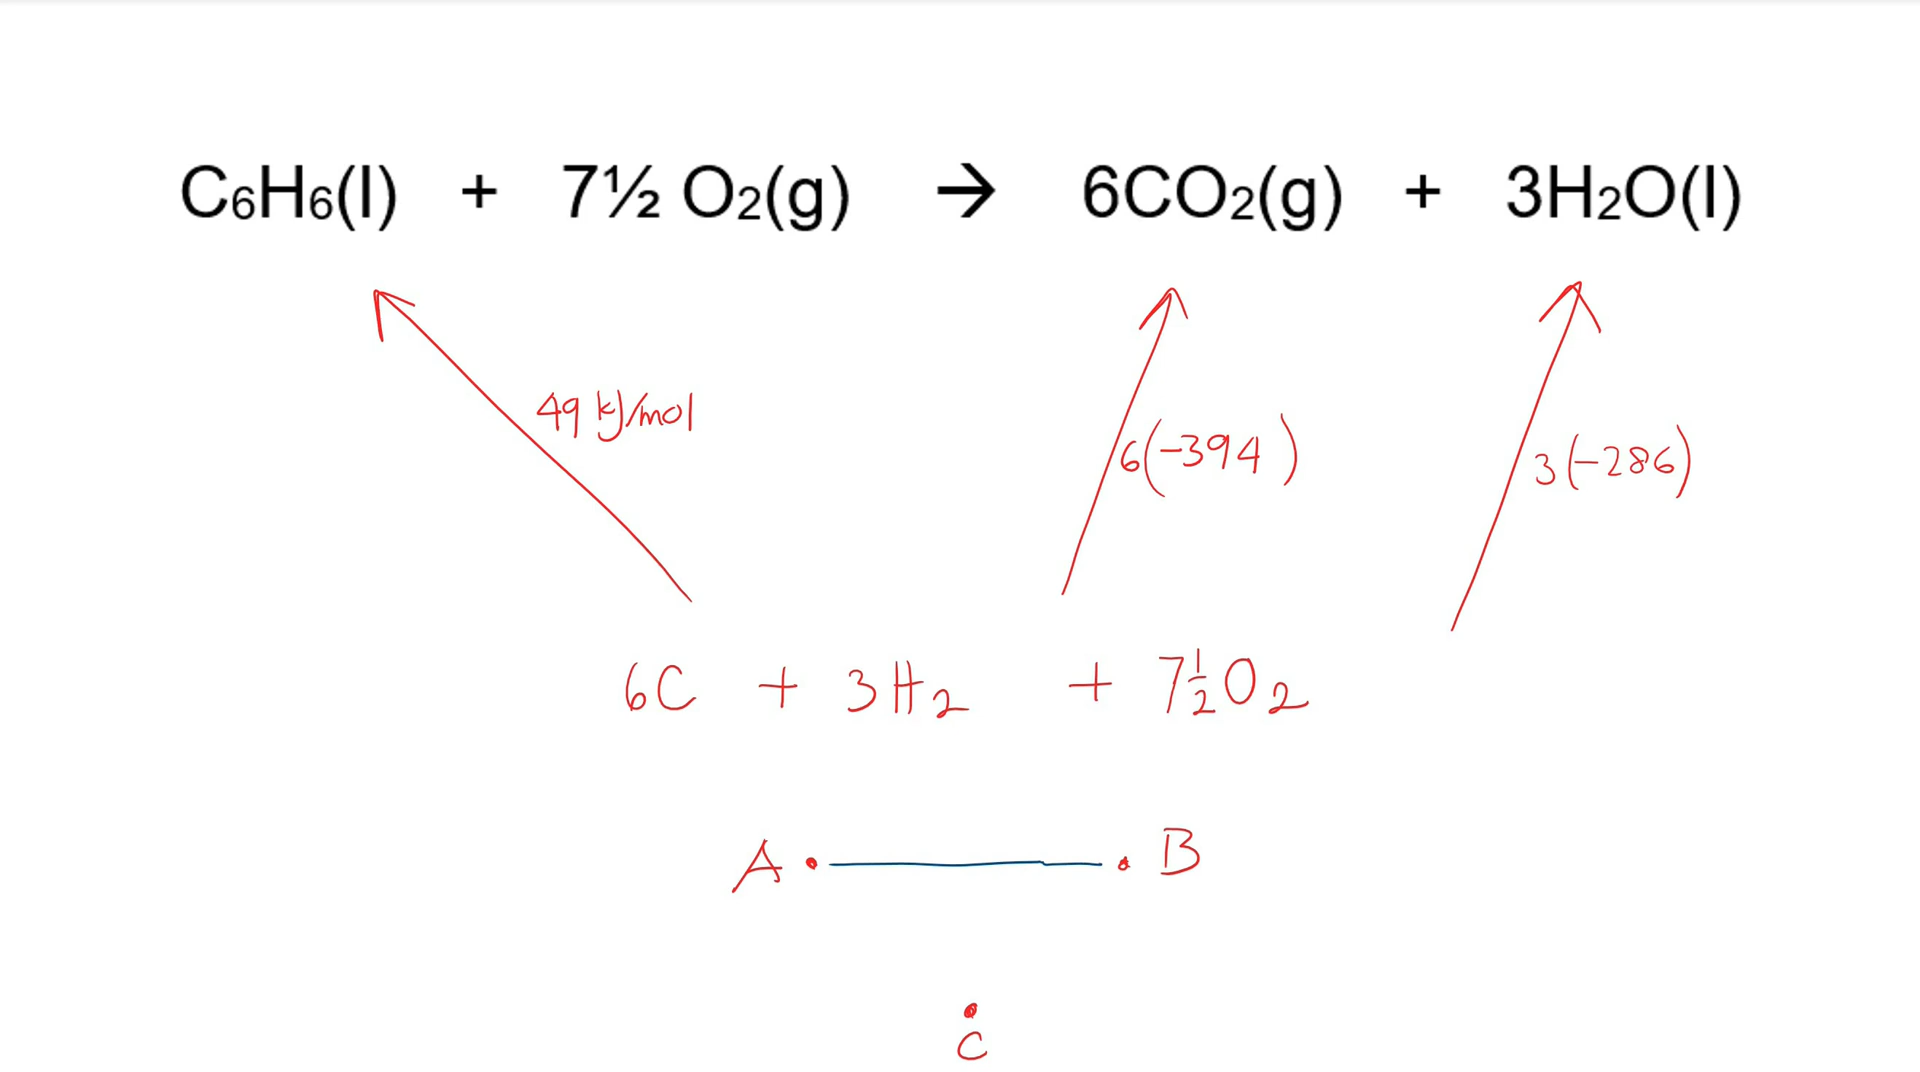 C₆H₆(l) + 7½ O₂(g) → 6CO₂(g) + 3H₂O(l)
49 kJ/mol
6(-394)
3(-286)
6C + 3H₂ + 7½O₂
A B
C